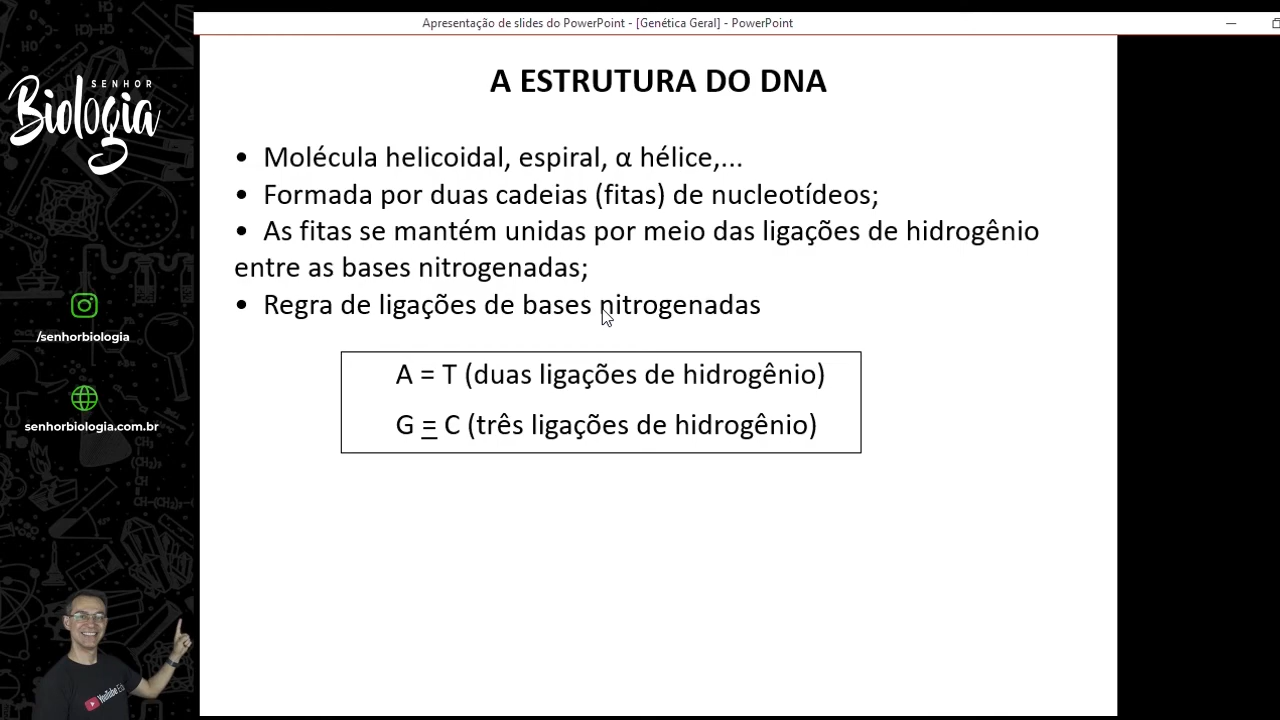 Apresentação de slides do PowerPoint - [Genética Geral] - PowerPoint
SENHOR
Biologia
/senhorbiologia
senhorbiologia.com.br
A ESTRUTURA DO DNA
• Molécula helicoidal, espiral, α hélice,...
• Formada por duas cadeias (fitas) de nucleotídeos;
• As fitas se mantém unidas por meio das ligações de hidrogênio
entre as bases nitrogenadas;
• Regra de ligações de bases nitrogenadas
A = T (duas ligações de hidrogênio)
G ≡ C (três ligações de hidrogênio)
YouTube